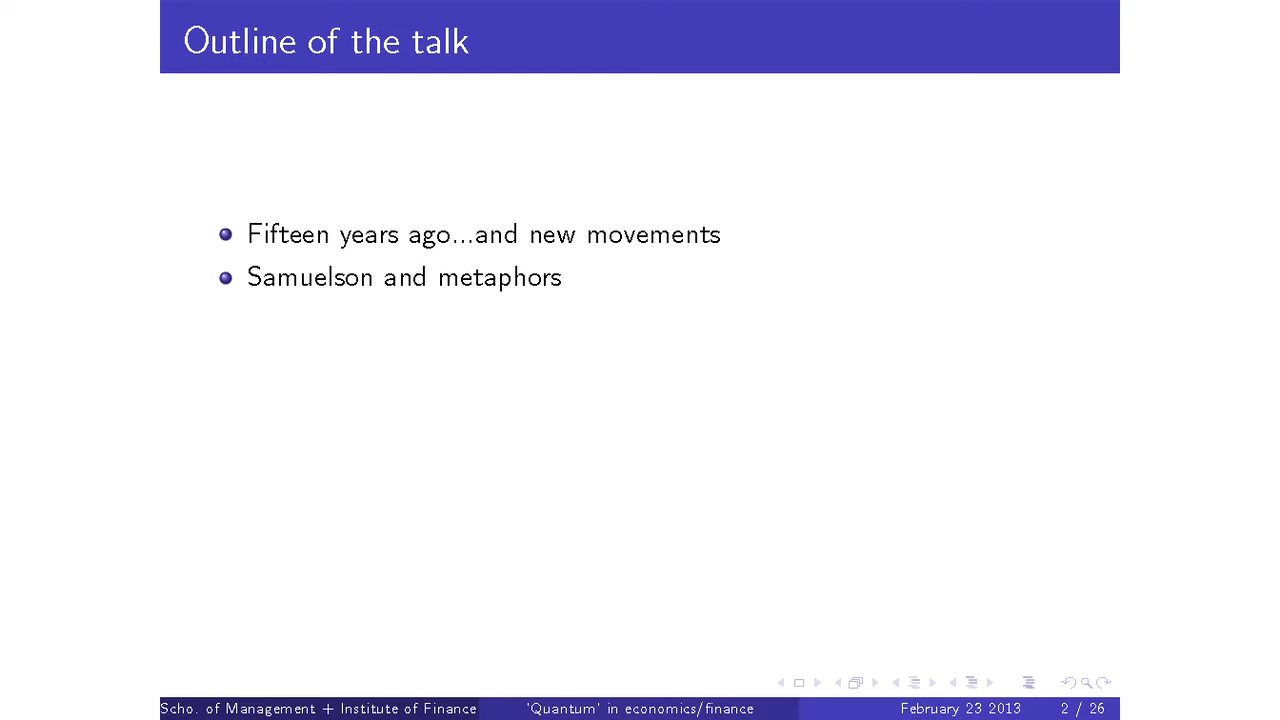 Outline of the talk
Fifteen years ago...and new movements
Samuelson and metaphors
Scho. of Management + Institute of Finance 'Quantum' in economics/finance February 23 2013 2 / 26